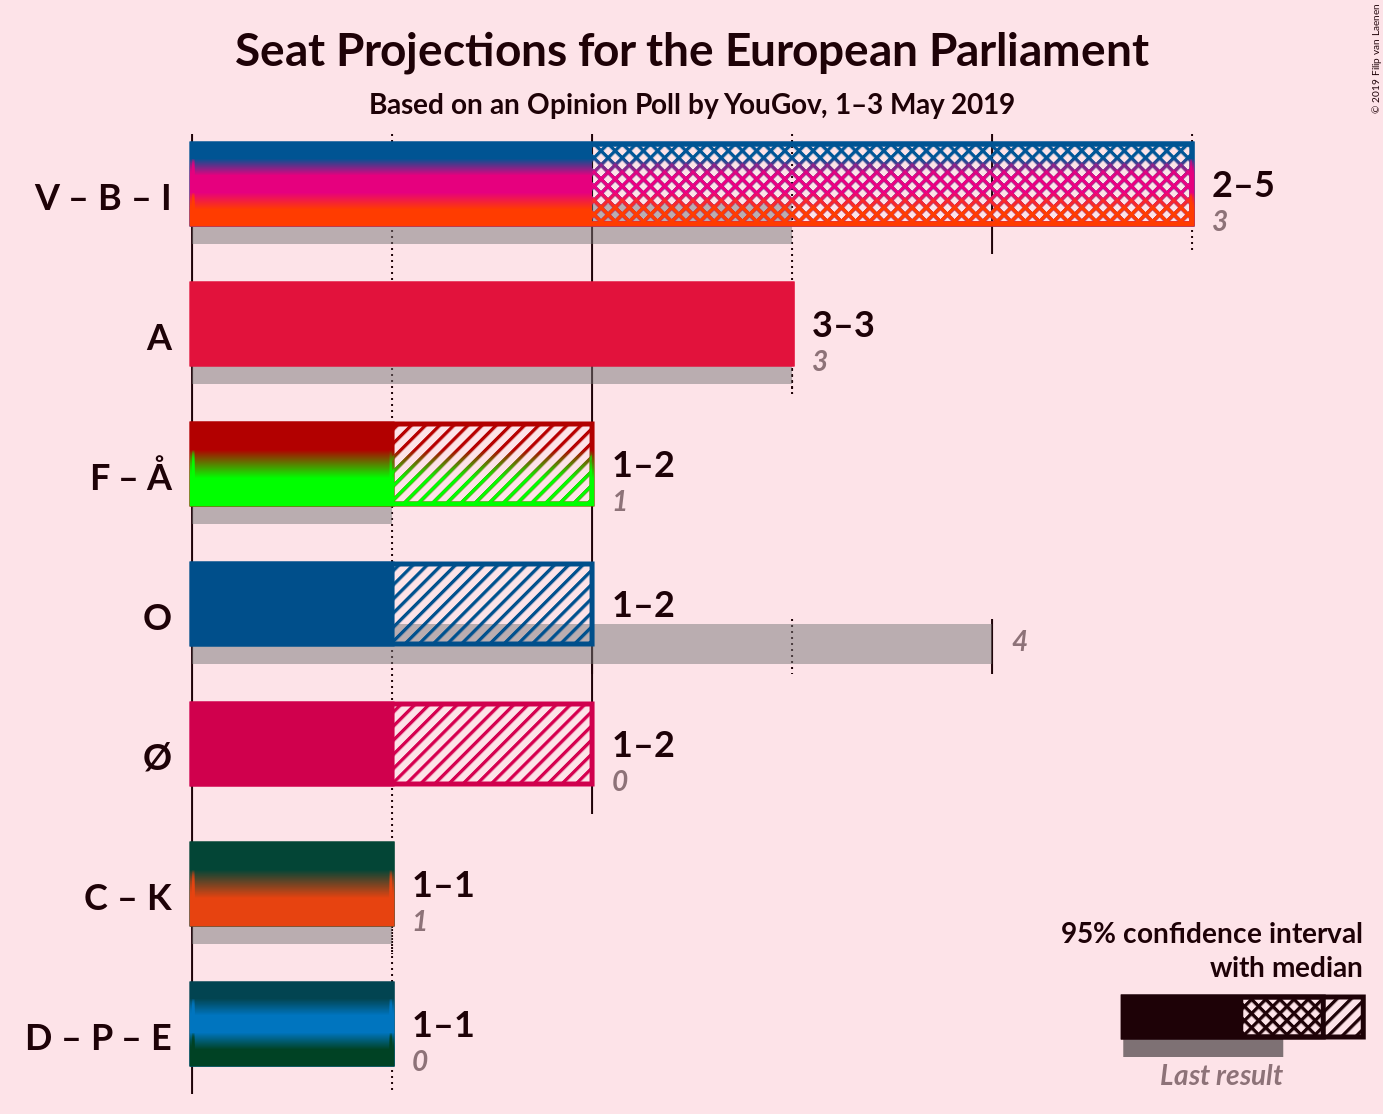 Seat Projections for the European Parliament
Based on an Opinion Poll by YouGov, 1–3 May 2019
© 2019 Filip van Laenen
V – B – I
2–5
3
A
3–3
3
F – Å
1–2
1
O
1–2
4
Ø
1–2
0
C – K
1–1
1
D – P – E
1–1
0
95% confidence interval
with median
Last result